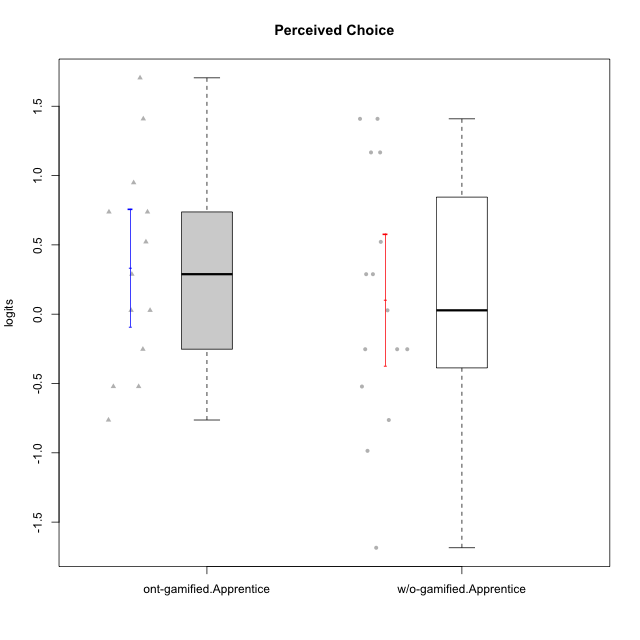 Perceived Choice
logits
1.5
1.0
0.5
0.0
-0.5
-1.0
-1.5
ont-gamified.Apprentice
w/o-gamified.Apprentice